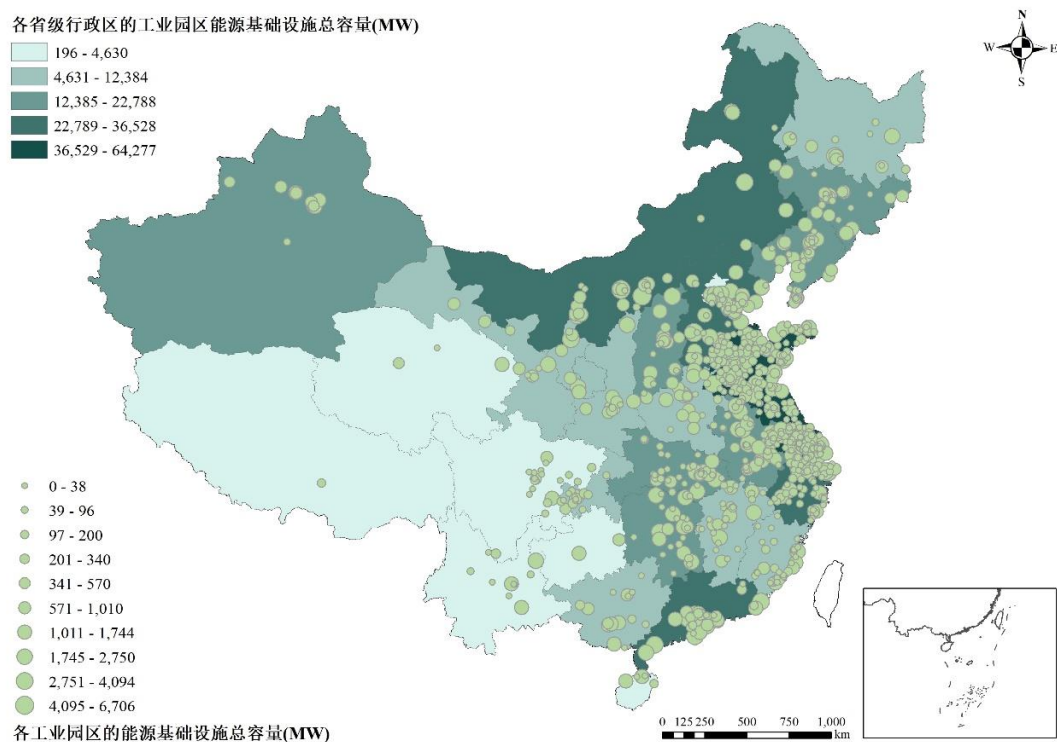 各省级行政区的工业园区能源基础设施总容量(MW)
196 - 4,630
4,631 - 12,384
12,385 - 22,788
22,789 - 36,528
36,529 - 64,277
N
W
E
S
0 - 38
39 - 96
97 - 200
201 - 340
341 - 570
571 - 1,010
1,011 - 1,744
1,745 - 2,750
2,751 - 4,094
4,095 - 6,706
各工业园区的能源基础设施总容量(MW)
0 125 250 500 750 1,000
km